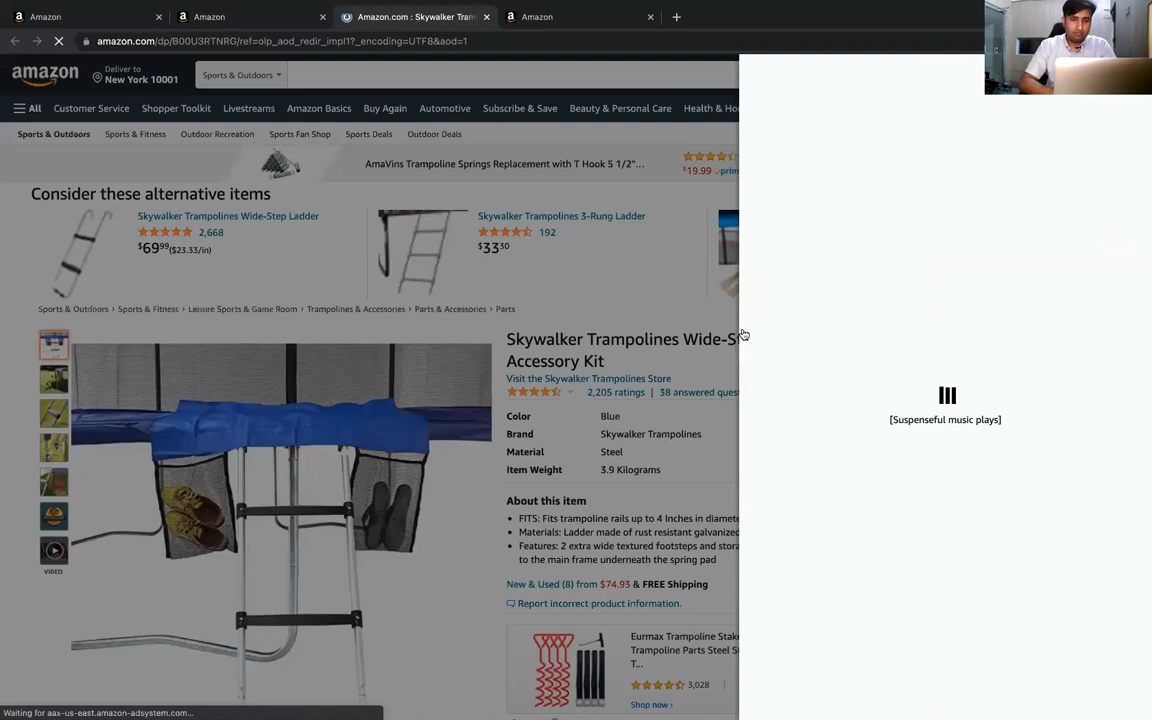 Amazon
Amazon
Amazon.com : Skywalker Tram
Amazon
amazon.com/dp/B00U3RTNRG/ref=olp_aod_redir_impl1?_encoding=UTF8&aod=1
amazon
Deliver to
New York 10001
Sports & Outdoors
All
Customer Service
Shopper Toolkit
Livestreams
Amazon Basics
Buy Again
Automotive
Subscribe & Save
Beauty & Personal Care
Health & Ho
Sports & Outdoors
Sports & Fitness
Outdoor Recreation
Sports Fan Shop
Sports Deals
Outdoor Deals
AmaVins Trampoline Springs Replacement with T Hook 5 1/2"...
$19.99 prim
Consider these alternative items
Skywalker Trampolines Wide-Step Ladder
2,668
$69.99 ($23.33/in)
Skywalker Trampolines 3-Rung Ladder
192
$33.30
Sports & Outdoors › Sports & Fitness › Leisure Sports & Game Room › Trampolines & Accessories › Parts & Accessories › Parts
VIDEO
Skywalker Trampolines Wide-S
Accessory Kit
Visit the Skywalker Trampolines Store
2,205 ratings | 38 answered quest
Color Blue
Brand Skywalker Trampolines
Material Steel
Item Weight 3.9 Kilograms
About this item
• FITS: Fits trampoline rails up to 4 Inches in diamete
• Materials: Ladder made of rust resistant galvanized
• Features: 2 extra wide textured footsteps and stora
to the main frame underneath the spring pad
New & Used (8) from $74.93 & FREE Shipping
Report incorrect product information.
Eurmax Trampoline Stak
Trampoline Parts Steel S
T...
3,028
Shop now ›
[Suspenseful music plays]
Waiting for aax-us-east.amazon-adsystem.com...